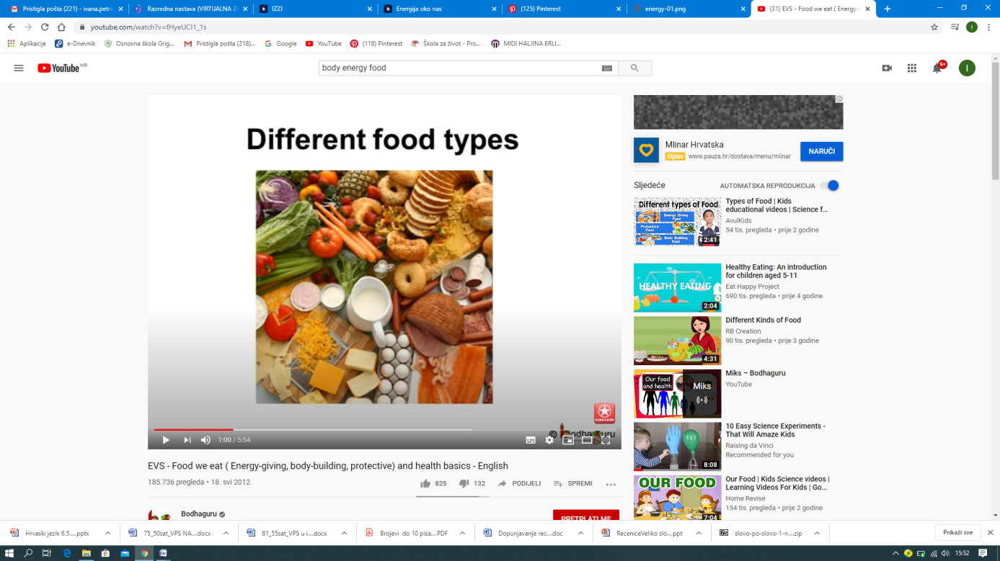 Pristigla pošta (221) - ivana.petri
Razredna nastava (VIRTUALNA Z
IZZI
Energija oko nas
(125) Pinterest
energy-01.png
(31) EVS - Food we eat ( Energy-
youtube.com/watch?v=fHyeUCI1_1s
Aplikacije
e-Dnevnik
Osnovna škola Grig...
Pristigla pošta (218)...
Google
YouTube
(118) Pinterest
Škola za život - Pro...
MIDI HALJINA ERLI...
YouTube HR
body energy food
9+
I
Different food types
SUBSCRIBE
© Bodhaguru
1:00 / 5:54
EVS - Food we eat ( Energy-giving, body-building, protective) and health basics - English
185.736 pregleda • 18. svi 2012.
825
132
PODIJELI
SPREMI
Bodhaguru
PRETPLATI ME
Mlinar Hrvatska
Oglas www.pauza.hr/dostava/menu/mlinar
NARUČI
Sljedeće
AUTOMATSKA REPRODUKCIJA
Different types of Food
Energy Giving Food
Protective Food
Body Building Food
2:41
Types of Food | Kids
educational videos | Science f...
AvulKids
54 tis. pregleda • prije 2 godine
HEALTHY EATING
2:04
Healthy Eating: An introduction
for children aged 5-11
Eat Happy Project
690 tis. pregleda • prije 4 godine
4:31
Different Kinds of Food
RB Creation
90 tis. pregleda • prije 3 godine
Our food
and health
Miks
Miks – Bodhaguru
YouTube
8:08
10 Easy Science Experiments -
That Will Amaze Kids
Raising da Vinci
Recommended for you
OUR FOOD
7:04
Our Food | Kids Science videos |
Learning Videos For Kids | Go...
Home Revise
154 tis. pregleda • prije 2 godine
Hrvaski jezik 6.5.....pptx
75_50sat_VPS NA....docx
81_55sat_VPS u i....docx
Brojevi do 10 pisa....PDF
Dopunjavanje rec....doc
ReceniceVeliko slo....ppt
slovo-po-slovo-1-n....zip
Prikaži sve
15:52